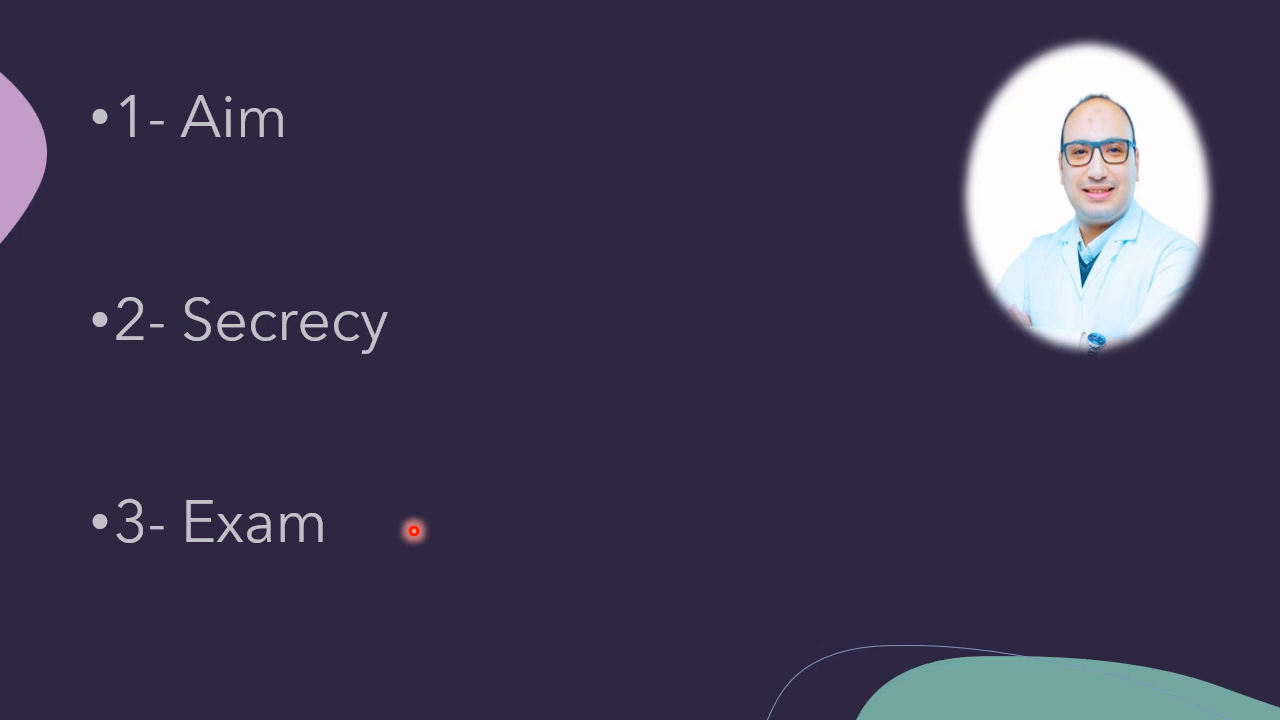 •1- Aim
•2- Secrecy
•3- Exam